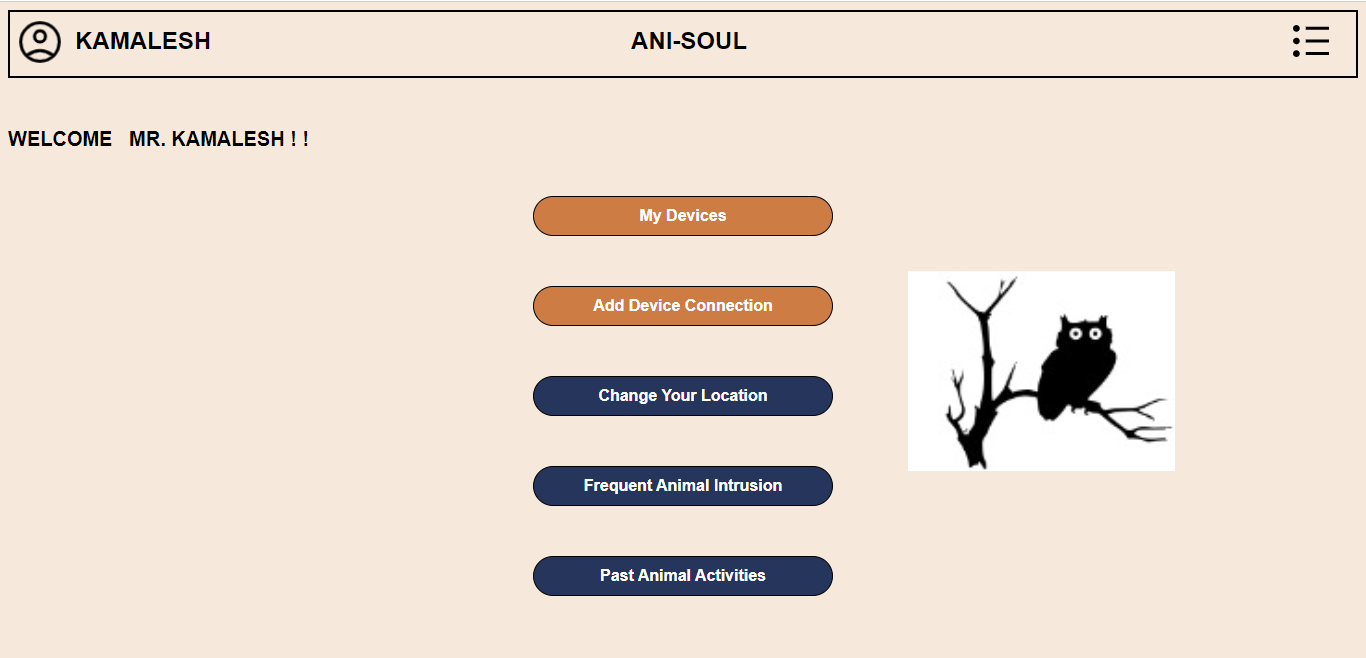 KAMALESH
ANI-SOUL
WELCOME MR. KAMALESH ! !
My Devices
Add Device Connection
Change Your Location
Frequent Animal Intrusion
Past Animal Activities